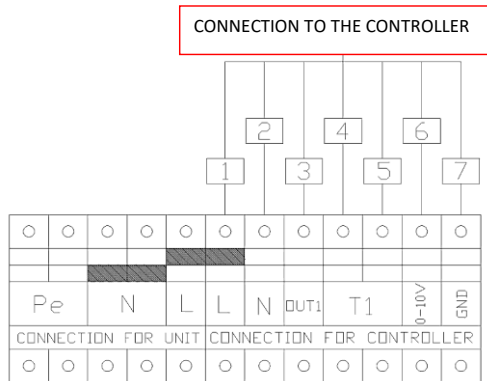 CONNECTION TO THE CONTROLLER
2 4 6
1 3 5 7
Pe N L L N OUT1 T1 0-10V GND
CONNECTION FOR UNIT CONNECTION FOR CONTROLLER